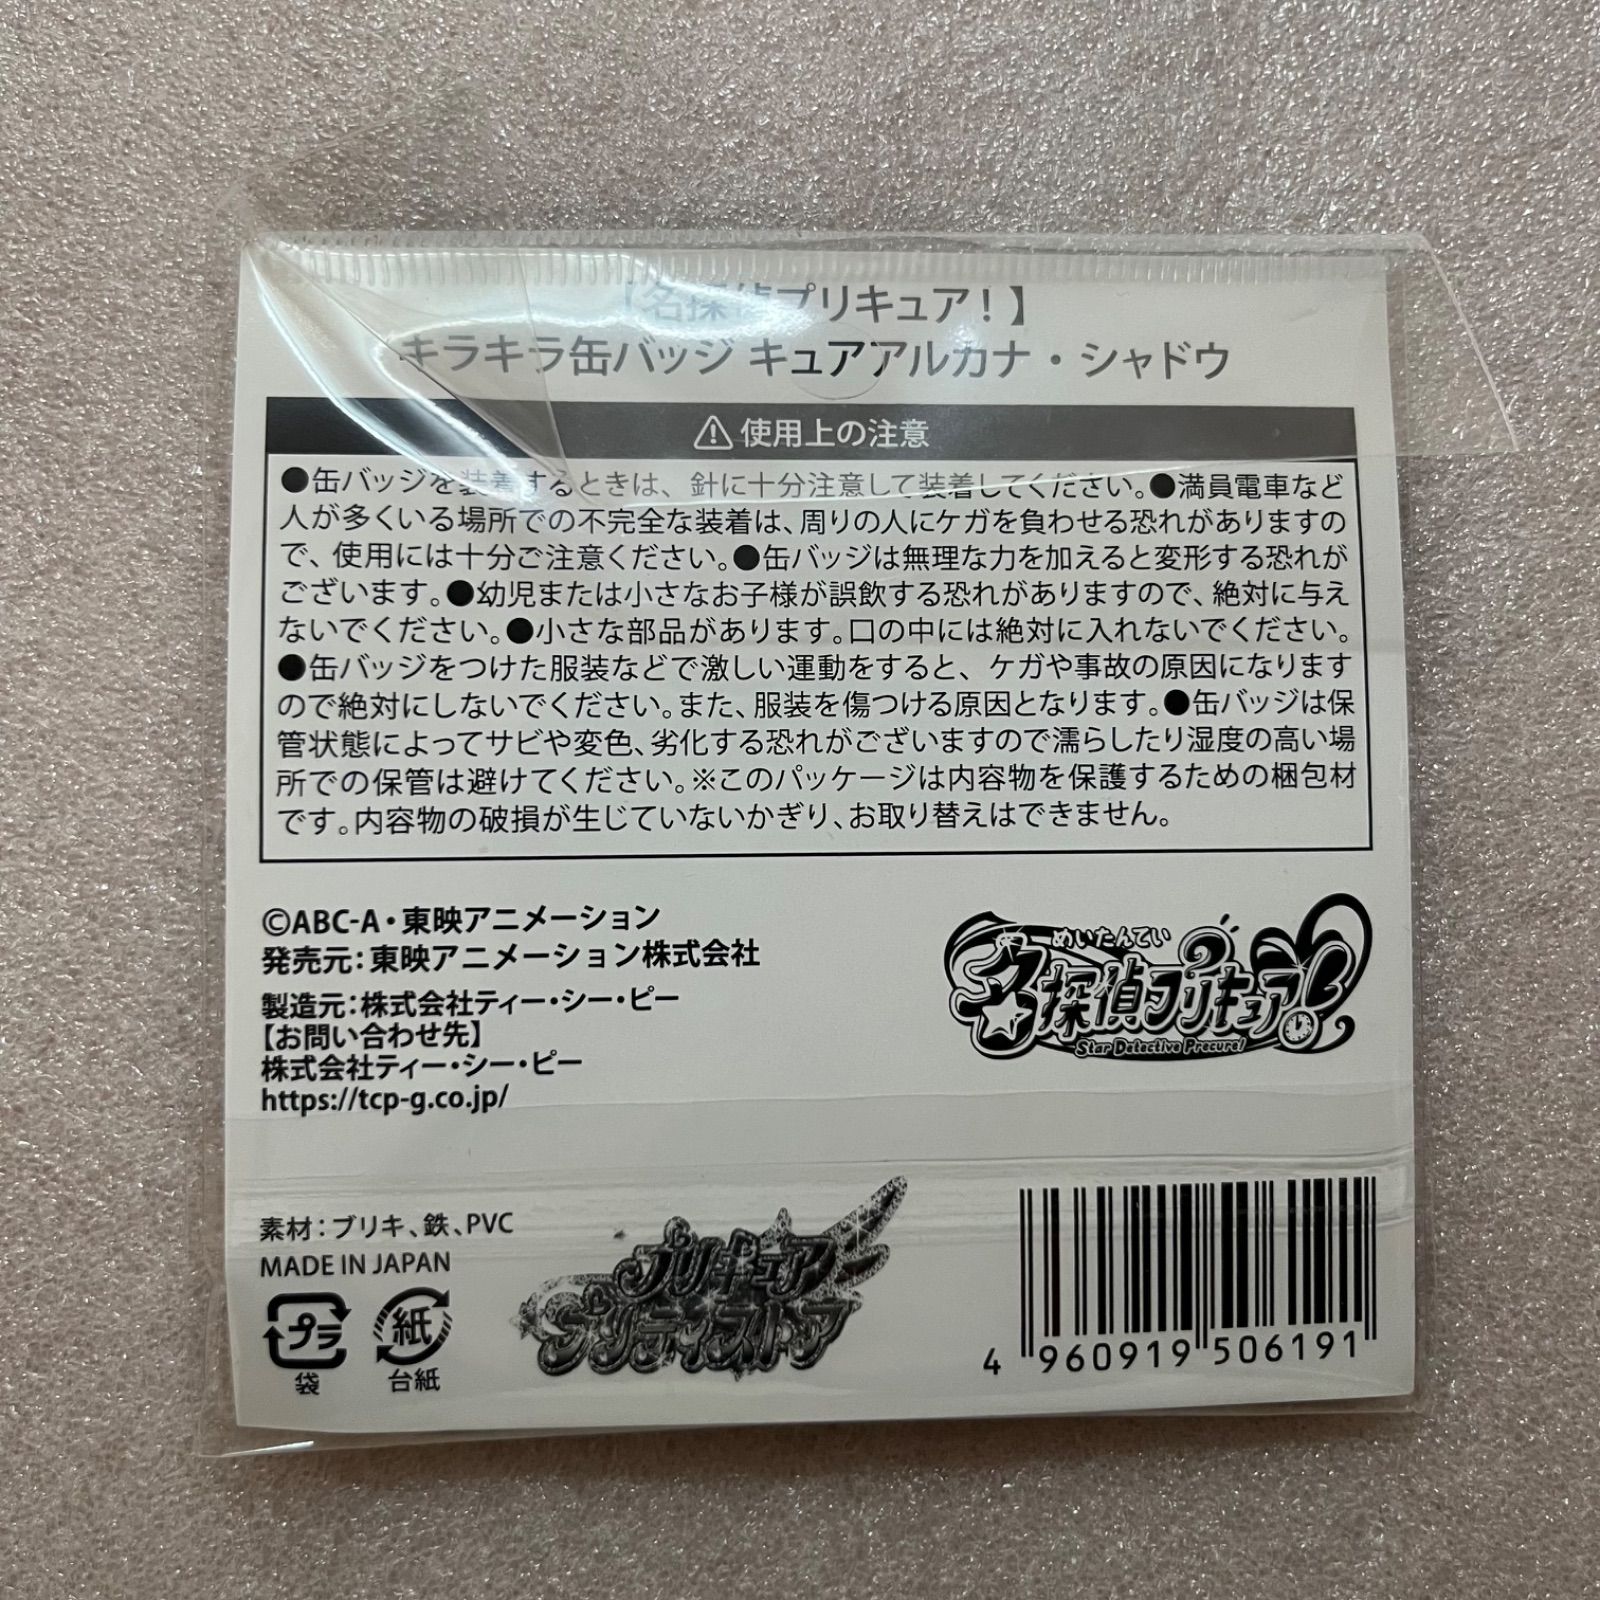 【名探偵プリキュア！】
キラキラ缶バッジ キュアアルカナ・シャドウ
⚠使用上の注意
●缶バッジを装着するときは、針に十分注意して装着してください。●満員電車など
人が多くいる場所での不完全な装着は、周りの人にケガを負わせる恐れがありますの
で、使用には十分ご注意ください。●缶バッジは無理な力を加えると変形する恐れが
ございます。●幼児または小さなお子様が誤飲する恐れがありますので、絶対に与え
ないでください。●小さな部品があります。口の中には絶対に入れないでください。
●缶バッジをつけた服装などで激しい運動をすると、ケガや事故の原因になります
ので絶対にしないでください。また、服装を傷つける原因となります。●缶バッジは保
管状態によってサビや変色、劣化する恐れがございますので濡らしたり湿度の高い場
所での保管は避けてください。※このパッケージは内容物を保護するための梱包材
です。内容物の破損が生じていないかぎり、お取り替えはできません。
©ABC-A・東映アニメーション
発売元：東映アニメーション株式会社
製造元：株式会社ティー・シー・ピー
【お問い合わせ先】
株式会社ティー・シー・ピー
https://tcp-g.co.jp/
めいたんてい
名探偵プリキュア！
Star Detective Precure!
素材：ブリキ、鉄、PVC
MADE IN JAPAN
プラ
袋
紙
台紙
プリキュア
プリティストア
4 960919 506191